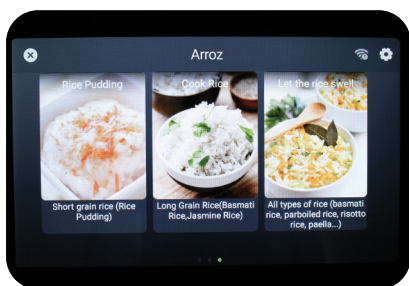 Arroz
Rice Pudding
Cook Rice
Let the rice swell
Short grain rice (Rice
Pudding)
Long Grain Rice(Basmati
Rice,Jasmine Rice)
All types of rice (basmati
rice, parboiled rice, risotto
rice, paella...)